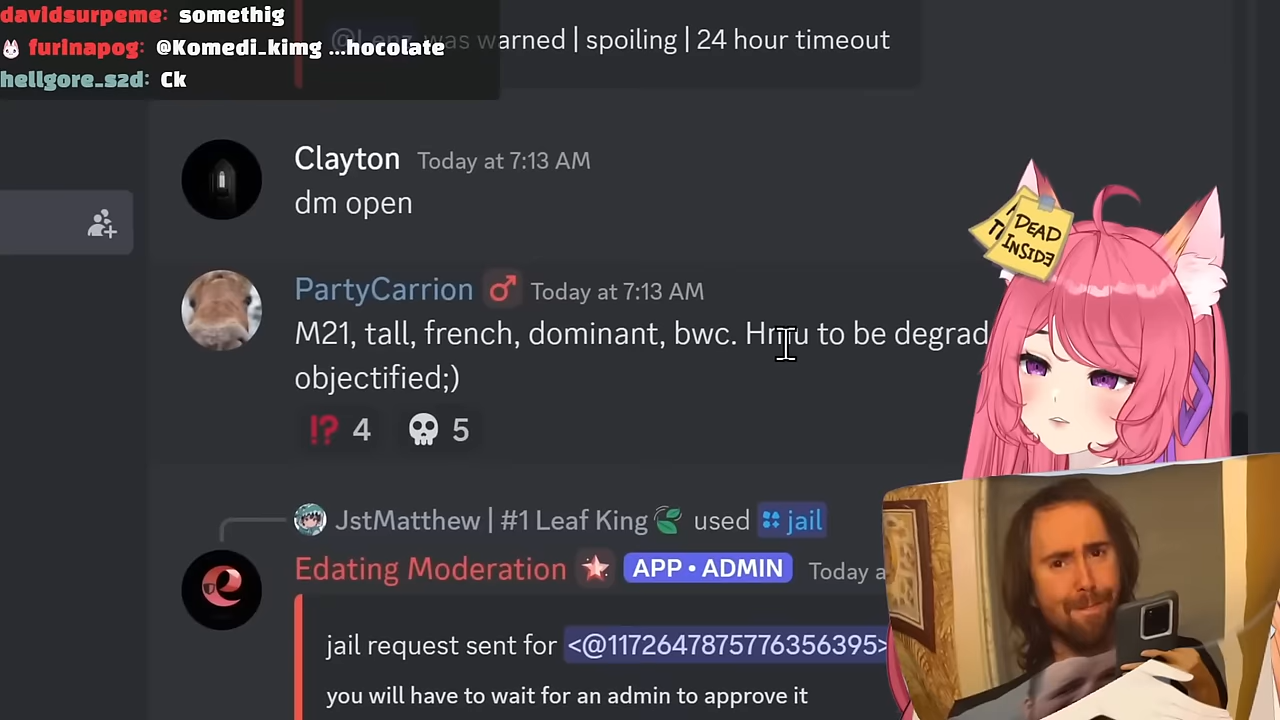 davidsurpeme: somethig
furinapog: @Komedi_kimg ...hocolate
hellgore_s2d: Ck
was warned | spoiling | 24 hour timeout
Clayton Today at 7:13 AM
dm open
PartyCarrion Today at 7:13 AM
M21, tall, french, dominant, bwc. Hmu to be degrad
objectified;)
⁉ 4 💀 5
JstMatthew | #1 Leaf King🌿 used jail
Edating Moderation APP • ADMIN Today a
jail request sent for <@1172647875776356395>
you will have to wait for an admin to approve it
DEAD
INSIDE